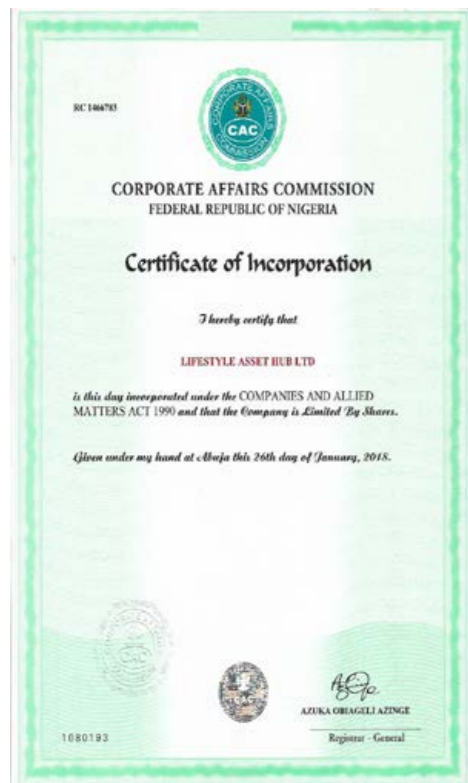 RC 1466783
CORPORATE AFFAIRS COMMISSION
CAC
CORPORATE AFFAIRS COMMISSION
FEDERAL REPUBLIC OF NIGERIA
Certificate of Incorporation
I hereby certify that
LIFESTYLE ASSET HUB LTD
is this day incorporated under the COMPANIES AND ALLIED
MATTERS ACT 1990 and that the Company is Limited By Shares.
Given under my hand at Abuja this 26th day of January, 2018.
AZUKA OBIAGELI AZINGE
1080193
Registrar - General